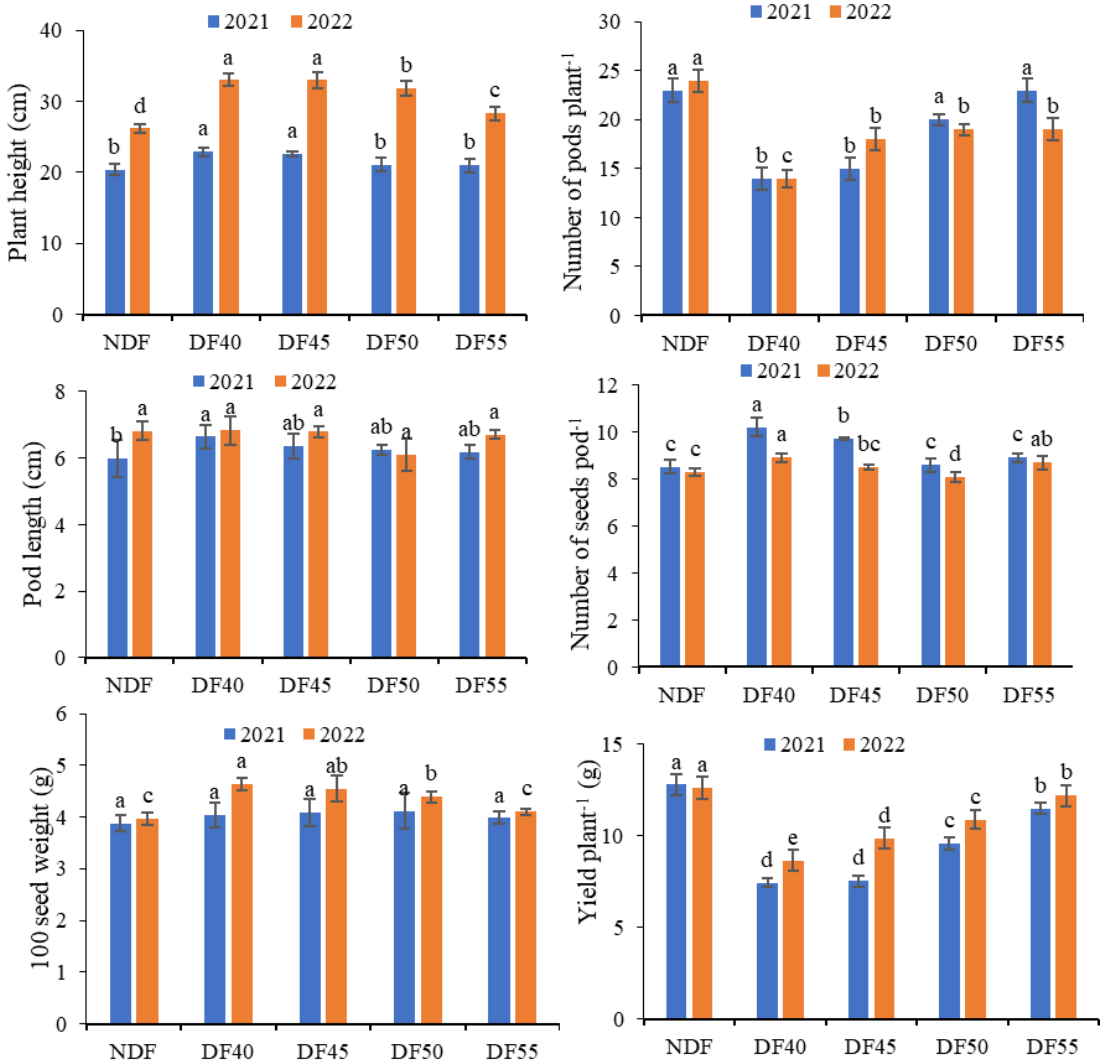 2021 2022
Plant height (cm)
40
30
20
10
0
b d a a a a b b b c
NDF DF40 DF45 DF50 DF55
2021 2022
Number of pods plant-1
30
25
20
15
10
5
0
a a b c b b a b a b
NDF DF40 DF45 DF50 DF55
2021 2022
Pod length (cm)
8
6
4
2
0
b a a a ab a ab a ab a
NDF DF40 DF45 DF50 DF55
2021 2022
Number of seeds pod-1
12
10
8
6
4
2
0
c c a a b bc c d c ab
NDF DF40 DF45 DF50 DF55
2021 2022
100 seed weight (g)
6
5
4
3
2
1
0
a c a a a ab a b a c
NDF DF40 DF45 DF50 DF55
2021 2022
Yield plant-1 (g)
15
10
5
0
a a d e d d c c b b
NDF DF40 DF45 DF50 DF55